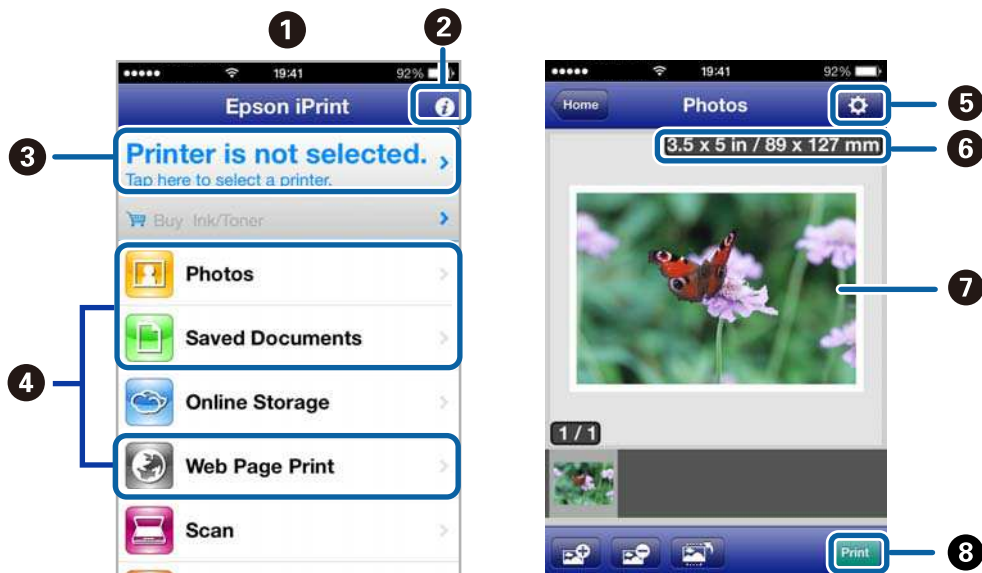 1
2
19:41
92%
Epson iPrint
3
Printer is not selected.
Tap here to select a printer.
Buy Ink/Toner
Photos
Saved Documents
4
Online Storage
Web Page Print
Scan
19:41
92%
Home
Photos
5
3.5 x 5 in / 89 x 127 mm
6
7
1 / 1
Print
8